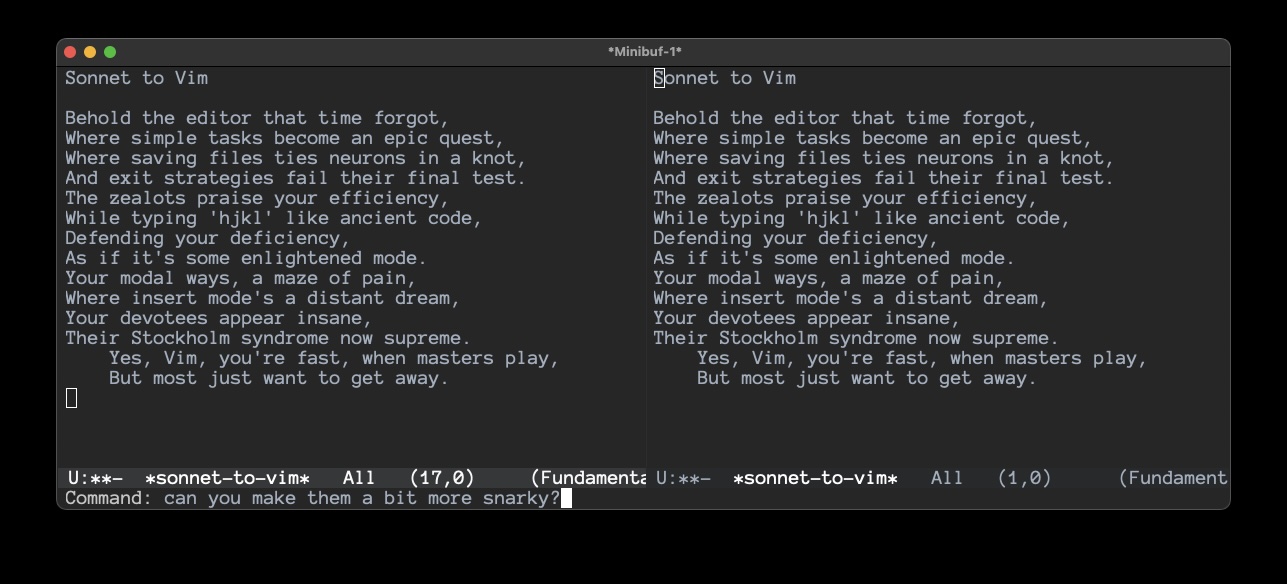 *Minibuf-1*
Sonnet to Vim
Behold the editor that time forgot,
Where simple tasks become an epic quest,
Where saving files ties neurons in a knot,
And exit strategies fail their final test.
The zealots praise your efficiency,
While typing 'hjkl' like ancient code,
Defending your deficiency,
As if it's some enlightened mode.
Your modal ways, a maze of pain,
Where insert mode's a distant dream,
Your devotees appear insane,
Their Stockholm syndrome now supreme.
Yes, Vim, you're fast, when masters play,
But most just want to get away.
U:**-  *sonnet-to-vim*   All   (17,0)     (Fundamenta
Sonnet to Vim
Behold the editor that time forgot,
Where simple tasks become an epic quest,
Where saving files ties neurons in a knot,
And exit strategies fail their final test.
The zealots praise your efficiency,
While typing 'hjkl' like ancient code,
Defending your deficiency,
As if it's some enlightened mode.
Your modal ways, a maze of pain,
Where insert mode's a distant dream,
Your devotees appear insane,
Their Stockholm syndrome now supreme.
Yes, Vim, you're fast, when masters play,
But most just want to get away.
U:**-  *sonnet-to-vim*   All   (1,0)      (Fundament
Command: can you make them a bit more snarky?